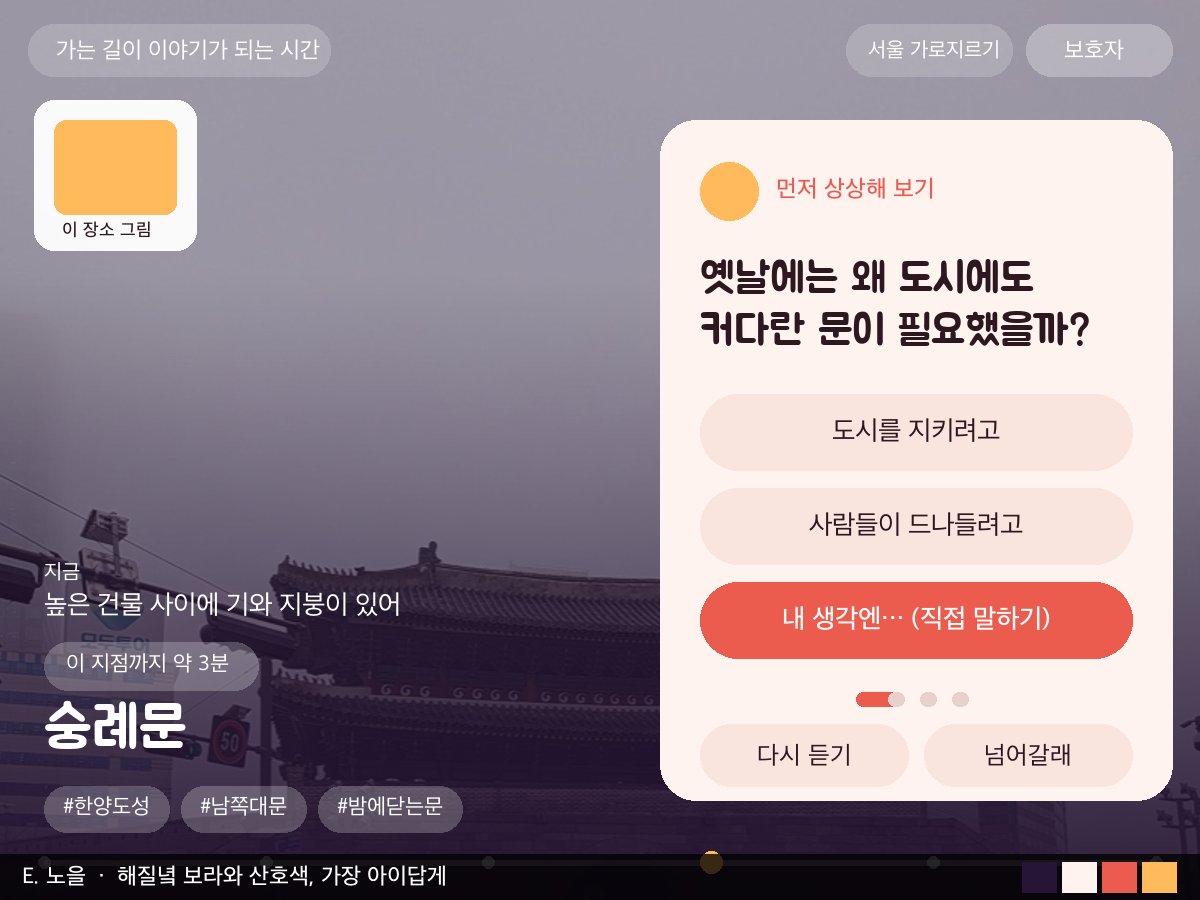 가는 길이 이야기가 되는 시간
서울 가로지르기
보호자
이 장소 그림
먼저 상상해 보기
옛날에는 왜 도시에도
커다란 문이 필요했을까?
도시를 지키려고
사람들이 드나들려고
내 생각엔… (직접 말하기)
다시 듣기
넘어갈래
지금
높은 건물 사이에 기와 지붕이 있어
모두투어
이 지점까지 약 3분
숭례문
50
#한양도성
#남쪽대문
#밤에닫는문
E. 노을 · 해질녘 보라와 산호색, 가장 아이답게